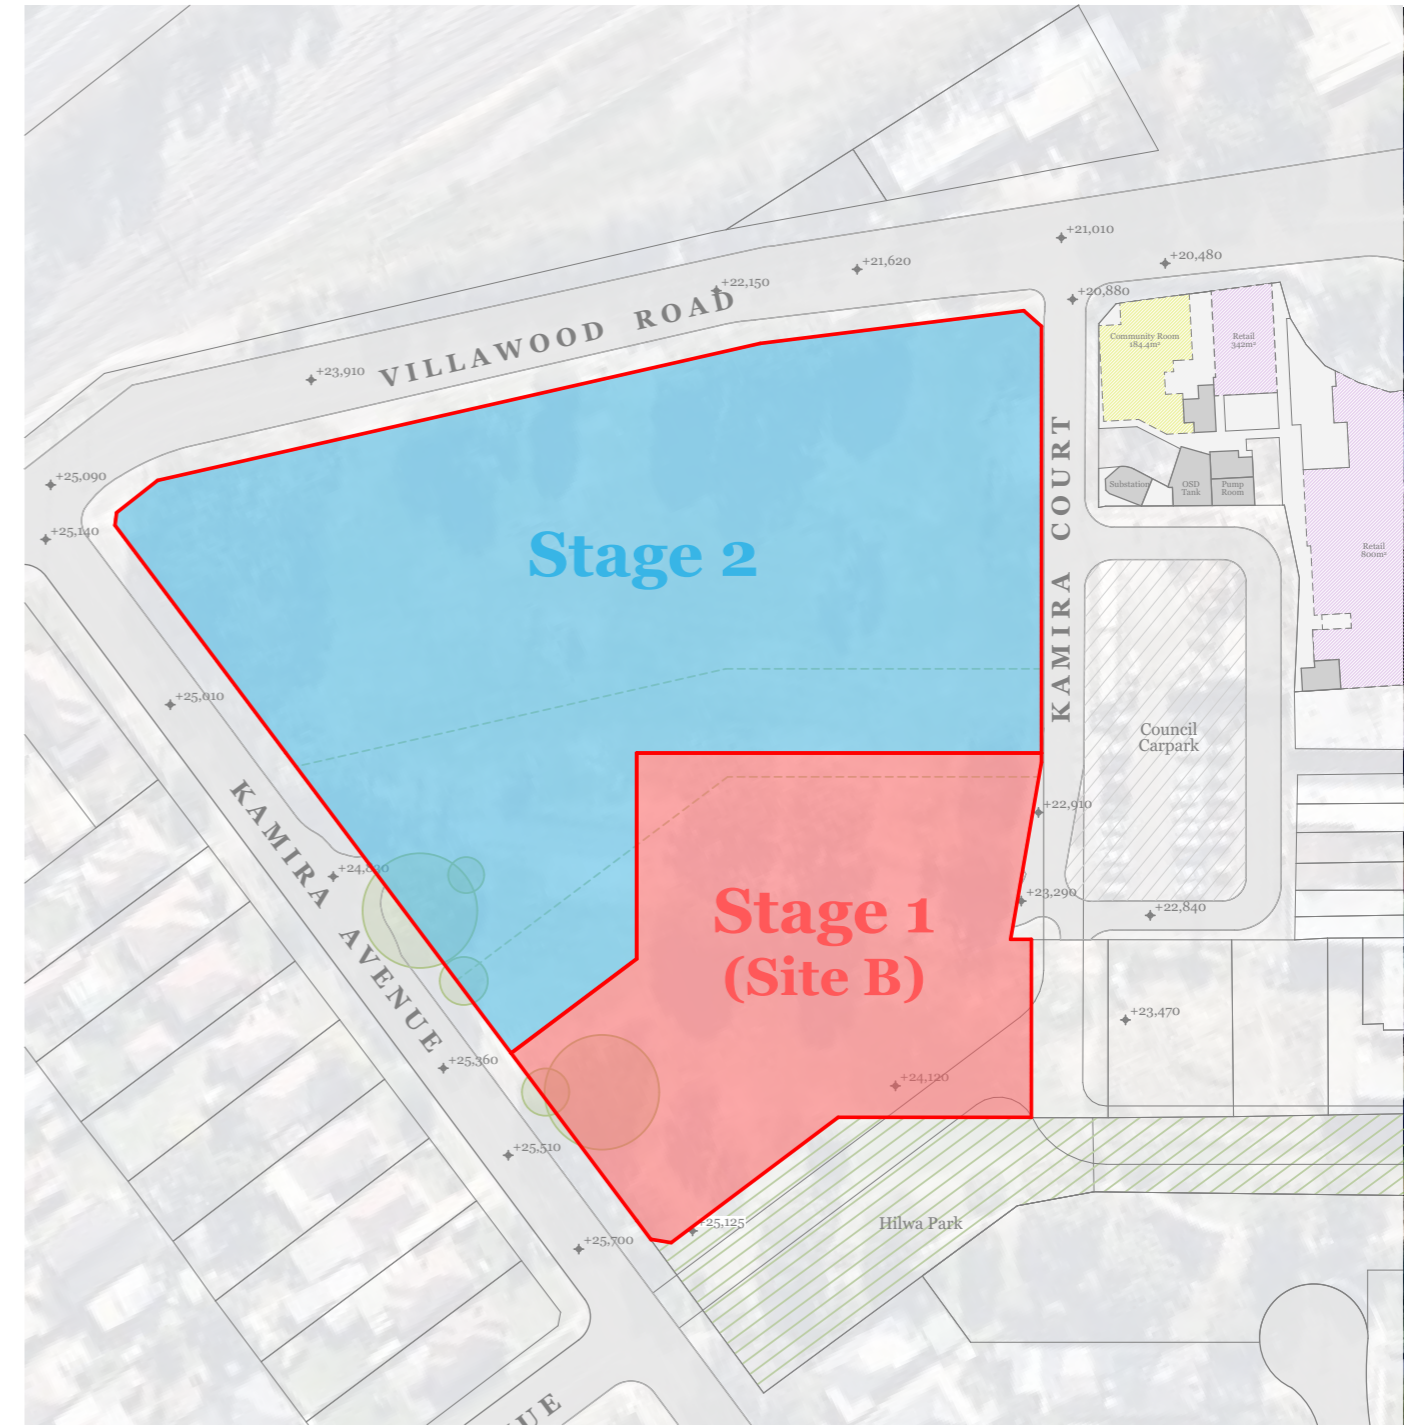 +21,010
+20,480
+21,620
+22,150
+20,880
VILLAWOOD ROAD
+23,910
Community Room
184.4m²
Retail
342m²
+25,090
+25,140
Substation
OSD
Tank
Pump
Room
Retail
800m²
Stage 2
KAMIRA COURT
+25,010
Council
Carpark
KAMIRA AVENUE
+22,910
+23,290
+22,840
Stage 1
(Site B)
+23,470
+25,360
+24,120
+25,510
+25,125
+25,700
Hilwa Park
UE